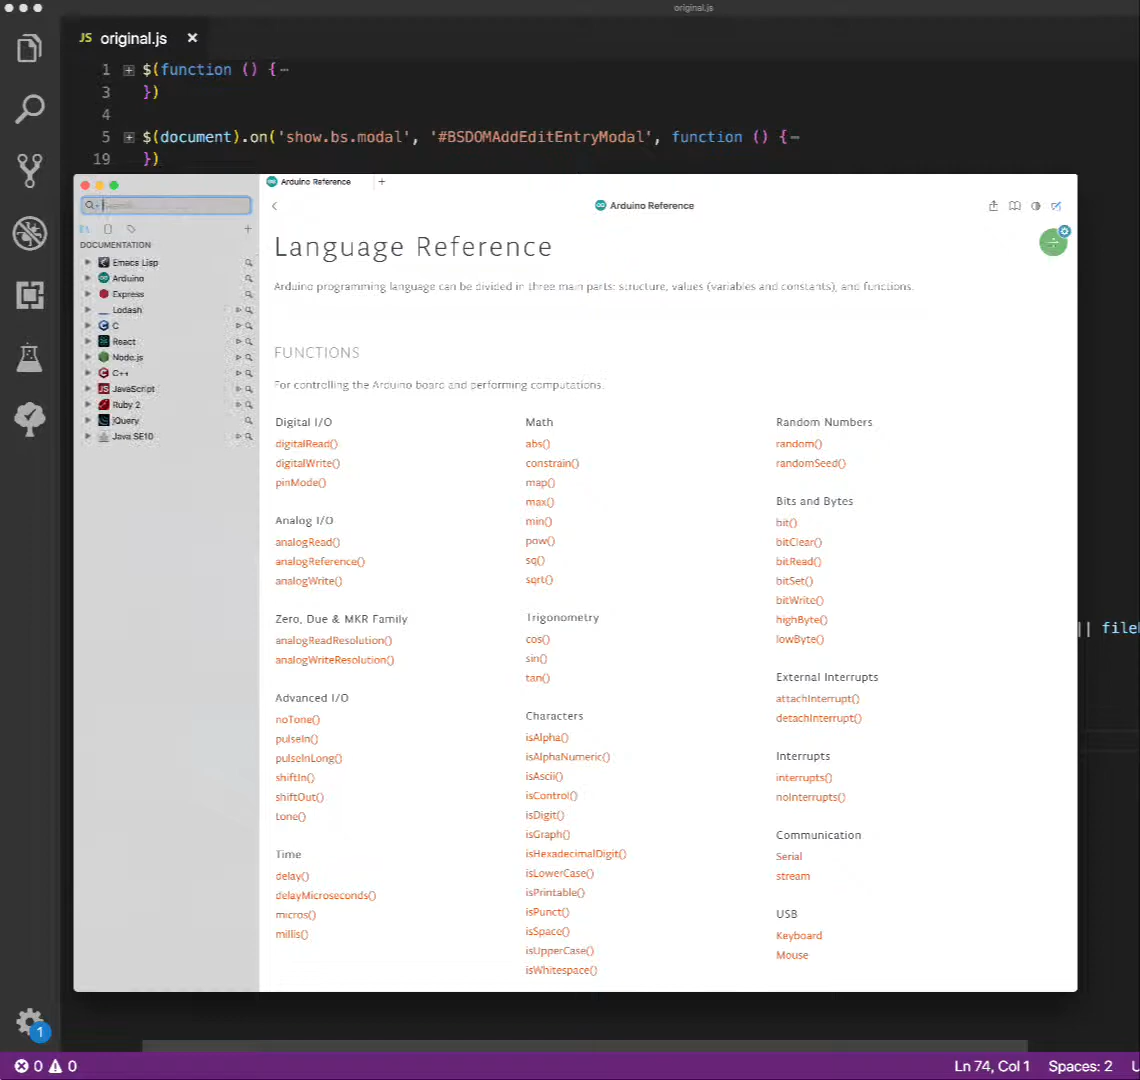 original.js
JS original.js ×
1 $(function () {
3 })
4
5 $(document).on('show.bs.modal', '#BSDOMAddEditEntryModal', function () {
19 })
Arduino Reference +
Search
Arduino Reference
DOCUMENTATION
Emacs Lisp
Arduino
Express
Lodash
C
React
Node.js
C++
JavaScript
Ruby 2
jQuery
Java SE10
Language Reference
Arduino programming language can be divided in three main parts: structure, values (variables and constants), and functions.
FUNCTIONS
For controlling the Arduino board and performing computations.
Digital I/O
digitalRead()
digitalWrite()
pinMode()
Analog I/O
analogRead()
analogReference()
analogWrite()
Zero, Due & MKR Family
analogReadResolution()
analogWriteResolution()
Advanced I/O
noTone()
pulseIn()
pulseInLong()
shiftIn()
shiftOut()
tone()
Time
delay()
delayMicroseconds()
micros()
millis()
Math
abs()
constrain()
map()
max()
min()
pow()
sq()
sqrt()
Trigonometry
cos()
sin()
tan()
Characters
isAlpha()
isAlphaNumeric()
isAscii()
isControl()
isDigit()
isGraph()
isHexadecimalDigit()
isLowerCase()
isPrintable()
isPunct()
isSpace()
isUpperCase()
isWhitespace()
Random Numbers
random()
randomSeed()
Bits and Bytes
bit()
bitClear()
bitRead()
bitSet()
bitWrite()
highByte()
lowByte()
External Interrupts
attachInterrupt()
detachInterrupt()
Interrupts
interrupts()
noInterrupts()
Communication
Serial
stream
USB
Keyboard
Mouse
|| file
1
0 0
Ln 74, Col 1 Spaces: 2